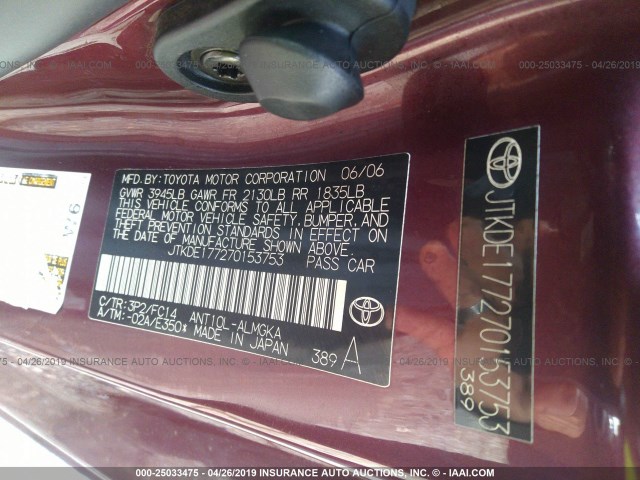 000-25033475 - 04/26/2019 INSURANCE AUTO AUCTIONS © - IAAI.COM
MFD. BY: TOYOTA MOTOR CORPORATION 06/06
GVWR 3945LB GAWR FR 2130LB RR 1835LB
THIS VEHICLE CONFORMS TO ALL APPLICABLE
FEDERAL MOTOR VEHICLE SAFETY, BUMPER, AND
THEFT PREVENTION STANDARDS IN EFFECT ON
THE DATE OF MANUFACTURE SHOWN ABOVE.
JTKDE177270153753 PASS CAR
C/TR: 3P2/FC14 ANT10L-ALMGKA
A/TM: -02A/E350* MADE IN JAPAN
389 A
TOYOTA
JTKDE177270153753
389
000-25033475 - 04/26/2019 INSURANCE AUTO AUCTIONS © - IAAI.COM